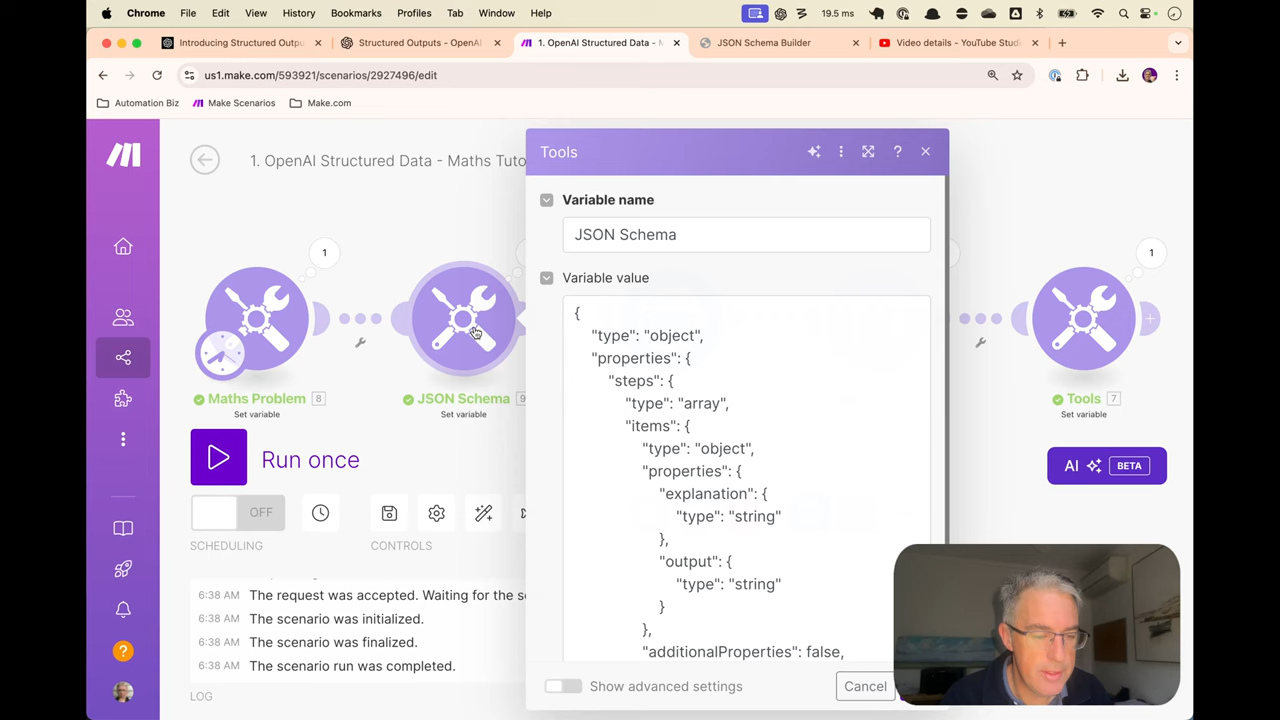 Chrome File Edit View History Bookmarks Profiles Tab Window Help 19.5 ms
Introducing Structured Outpu
Structured Outputs - OpenAI
1. OpenAI Structured Data - M
JSON Schema Builder
Video details - YouTube Stud
us1.make.com/593921/scenarios/2927496/edit
Automation Biz Make Scenarios Make.com
1. OpenAI Structured Data - Maths Tuto
Tools
Variable name
JSON Schema
Variable value
{
"type": "object",
"properties": {
"steps": {
"type": "array",
"items": {
"type": "object",
"properties": {
"explanation": {
"type": "string"
},
"output": {
"type": "string"
}
},
"additionalProperties": false,
Show advanced settings
Cancel
1
Maths Problem 8
Set variable
JSON Schema 9
Set variable
1
Tools 7
Set variable
Run once
AI BETA
OFF
SCHEDULING
CONTROLS
6:38 AM The request was accepted. Waiting for the s
6:38 AM The scenario was initialized.
6:38 AM The scenario was finalized.
6:38 AM The scenario run was completed.
LOG